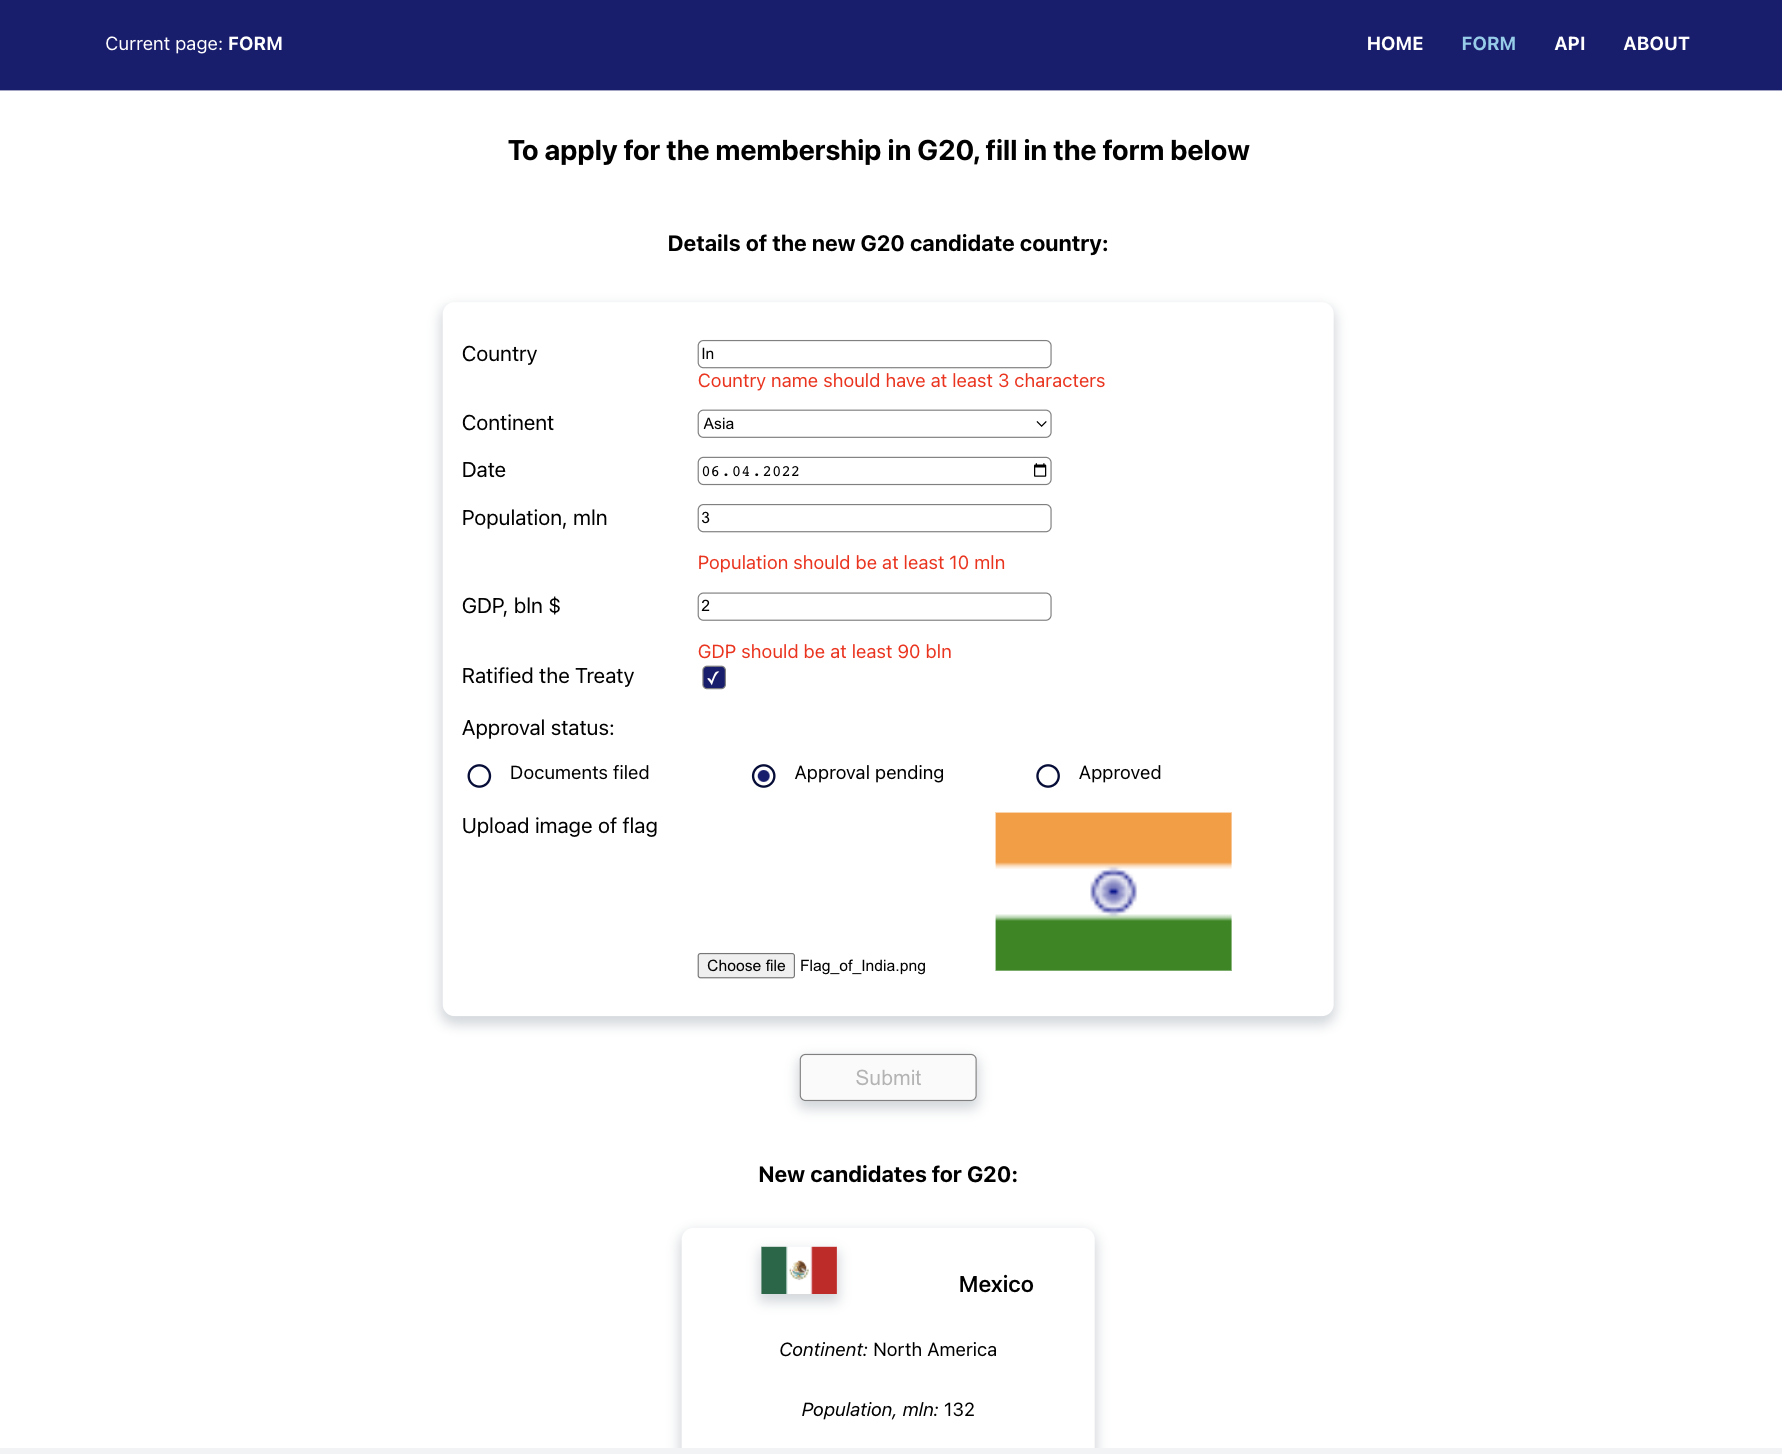 Current page: FORM
HOME FORM API ABOUT
To apply for the membership in G20, fill in the form below
Details of the new G20 candidate country:
Country In
Country name should have at least 3 characters
Continent Asia
Date 06.04.2022
Population, mln 3
Population should be at least 10 mln
GDP, bln $ 2
GDP should be at least 90 bln
Ratified the Treaty
Approval status:
Documents filed Approval pending Approved
Upload image of flag
Choose file Flag_of_India.png
Submit
New candidates for G20:
Mexico
Continent: North America
Population, mln: 132